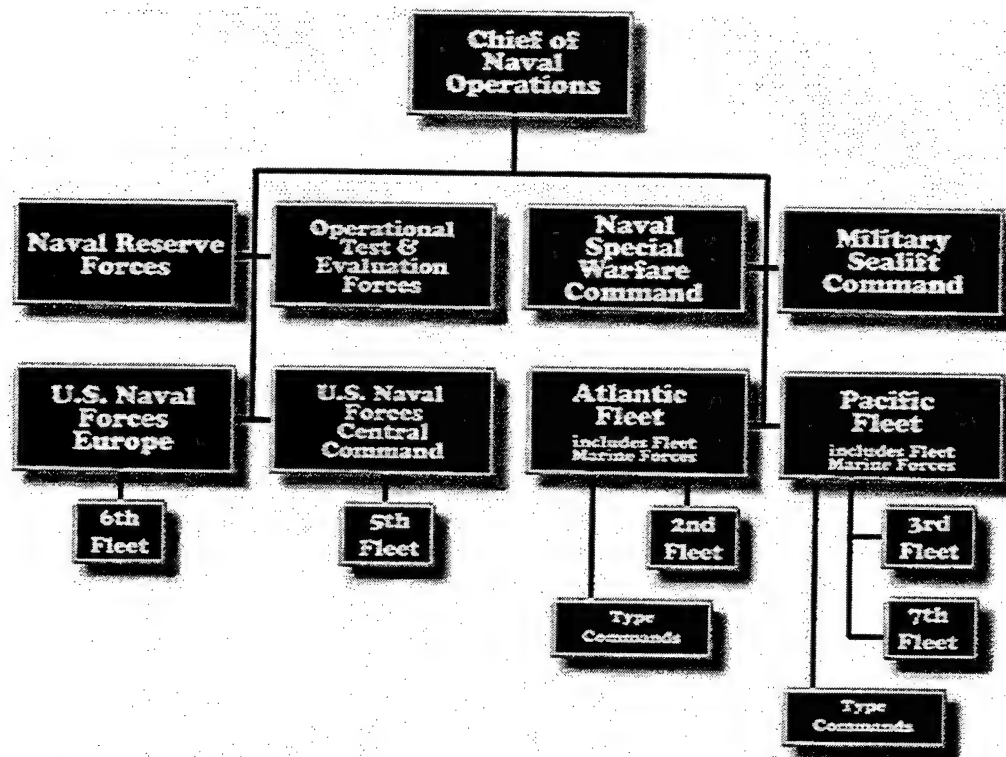 Chief of
Naval
Operations
Naval Reserve
Forces
Operational
Test &
Evaluation
Forces
Naval
Special
Warfare
Command
Military
Sealift
Command
U.S. Naval
Forces
Europe
U.S. Naval
Forces
Central
Command
Atlantic
Fleet
includes Fleet
Marine Forces
Pacific
Fleet
includes Fleet
Marine Forces
6th
Fleet
5th
Fleet
2nd
Fleet
3rd
Fleet
Type
Commands
7th
Fleet
Type
Commands